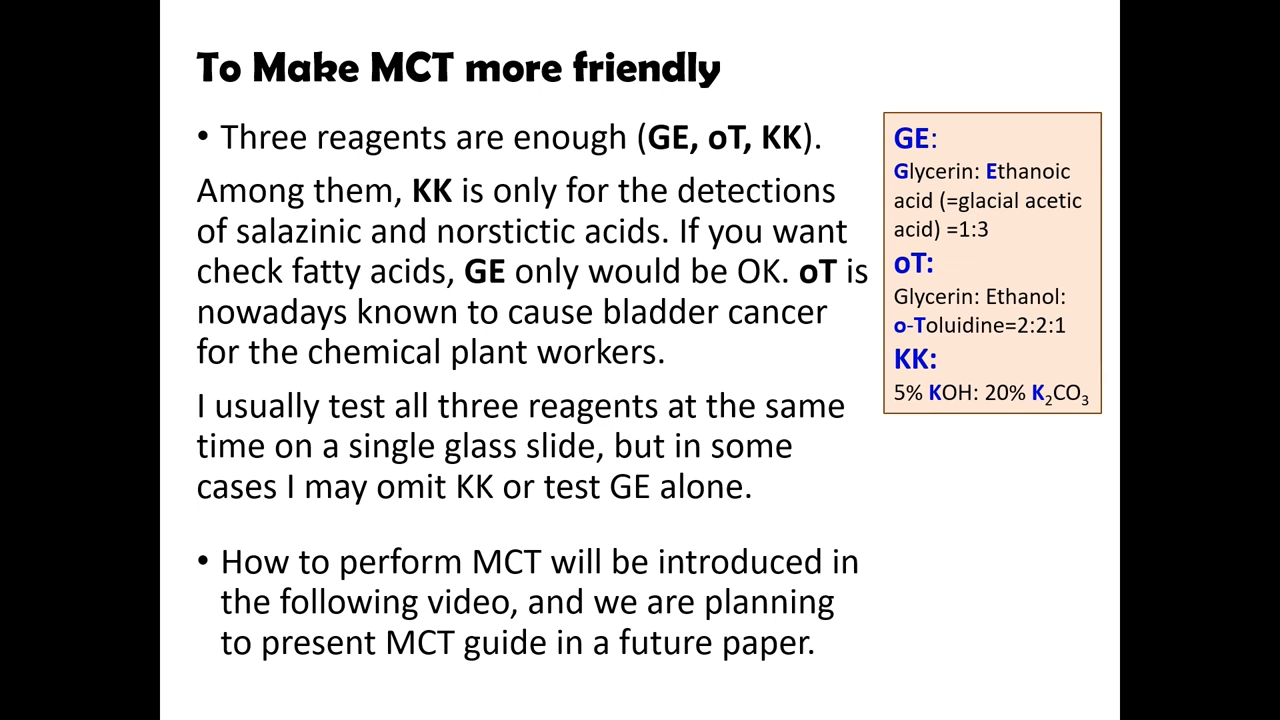 To Make MCT more friendly
• Three reagents are enough (GE, oT, KK).
Among them, KK is only for the detections
of salazinic and norstictic acids. If you want
check fatty acids, GE only would be OK. oT is
nowadays known to cause bladder cancer
for the chemical plant workers.
I usually test all three reagents at the same
time on a single glass slide, but in some
cases I may omit KK or test GE alone.
• How to perform MCT will be introduced in
the following video, and we are planning
to present MCT guide in a future paper.
GE:
Glycerin: Ethanoic
acid (=glacial acetic
acid) =1:3
oT:
Glycerin: Ethanol:
o-Toluidine=2:2:1
KK:
5% KOH: 20% K₂CO₃